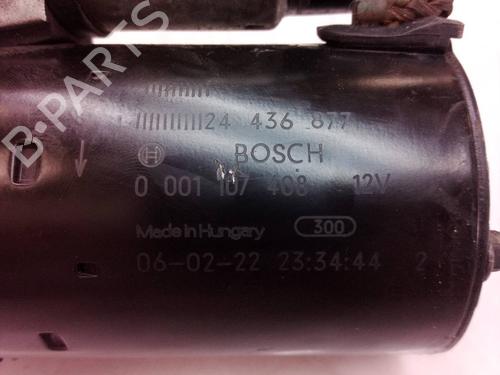 24 436 877
BOSCH
0 001 107 408 12V
Made in Hungary 300
06-02-22 23:34:44 2
B-PARTS